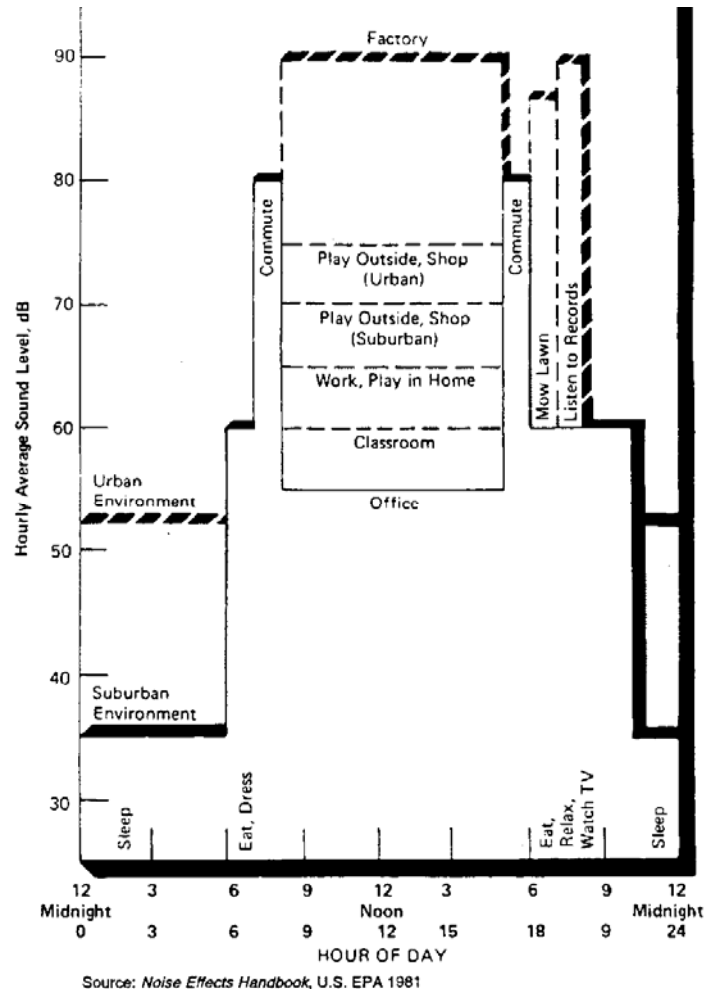 Factory
90
80
70
60
50
40
30
Hourly Average Sound Level, dB
Commute
Play Outside, Shop
(Urban)
Play Outside, Shop
(Suburban)
Work, Play in Home
Classroom
Office
Commute
Mow Lawn
Listen to Records
Urban
Environment
Suburban
Environment
Sleep
Eat, Dress
Eat,
Relax,
Watch TV
Sleep
12 3 6 9 12 3 6 9 12
Midnight Noon Midnight
0 3 6 9 12 15 18 9 24
HOUR OF DAY
Source: Noise Effects Handbook, U.S. EPA 1981